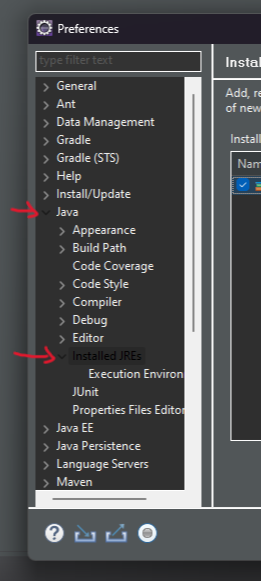 Preferences
type filter text
General
Ant
Data Management
Gradle
Gradle (STS)
Help
Install/Update
Java
Appearance
Build Path
Code Coverage
Code Style
Compiler
Debug
Editor
Installed JREs
Execution Environ
JUnit
Properties Files Editor
Java EE
Java Persistence
Language Servers
Maven
Instal
Add, re
of new
Install
Nam